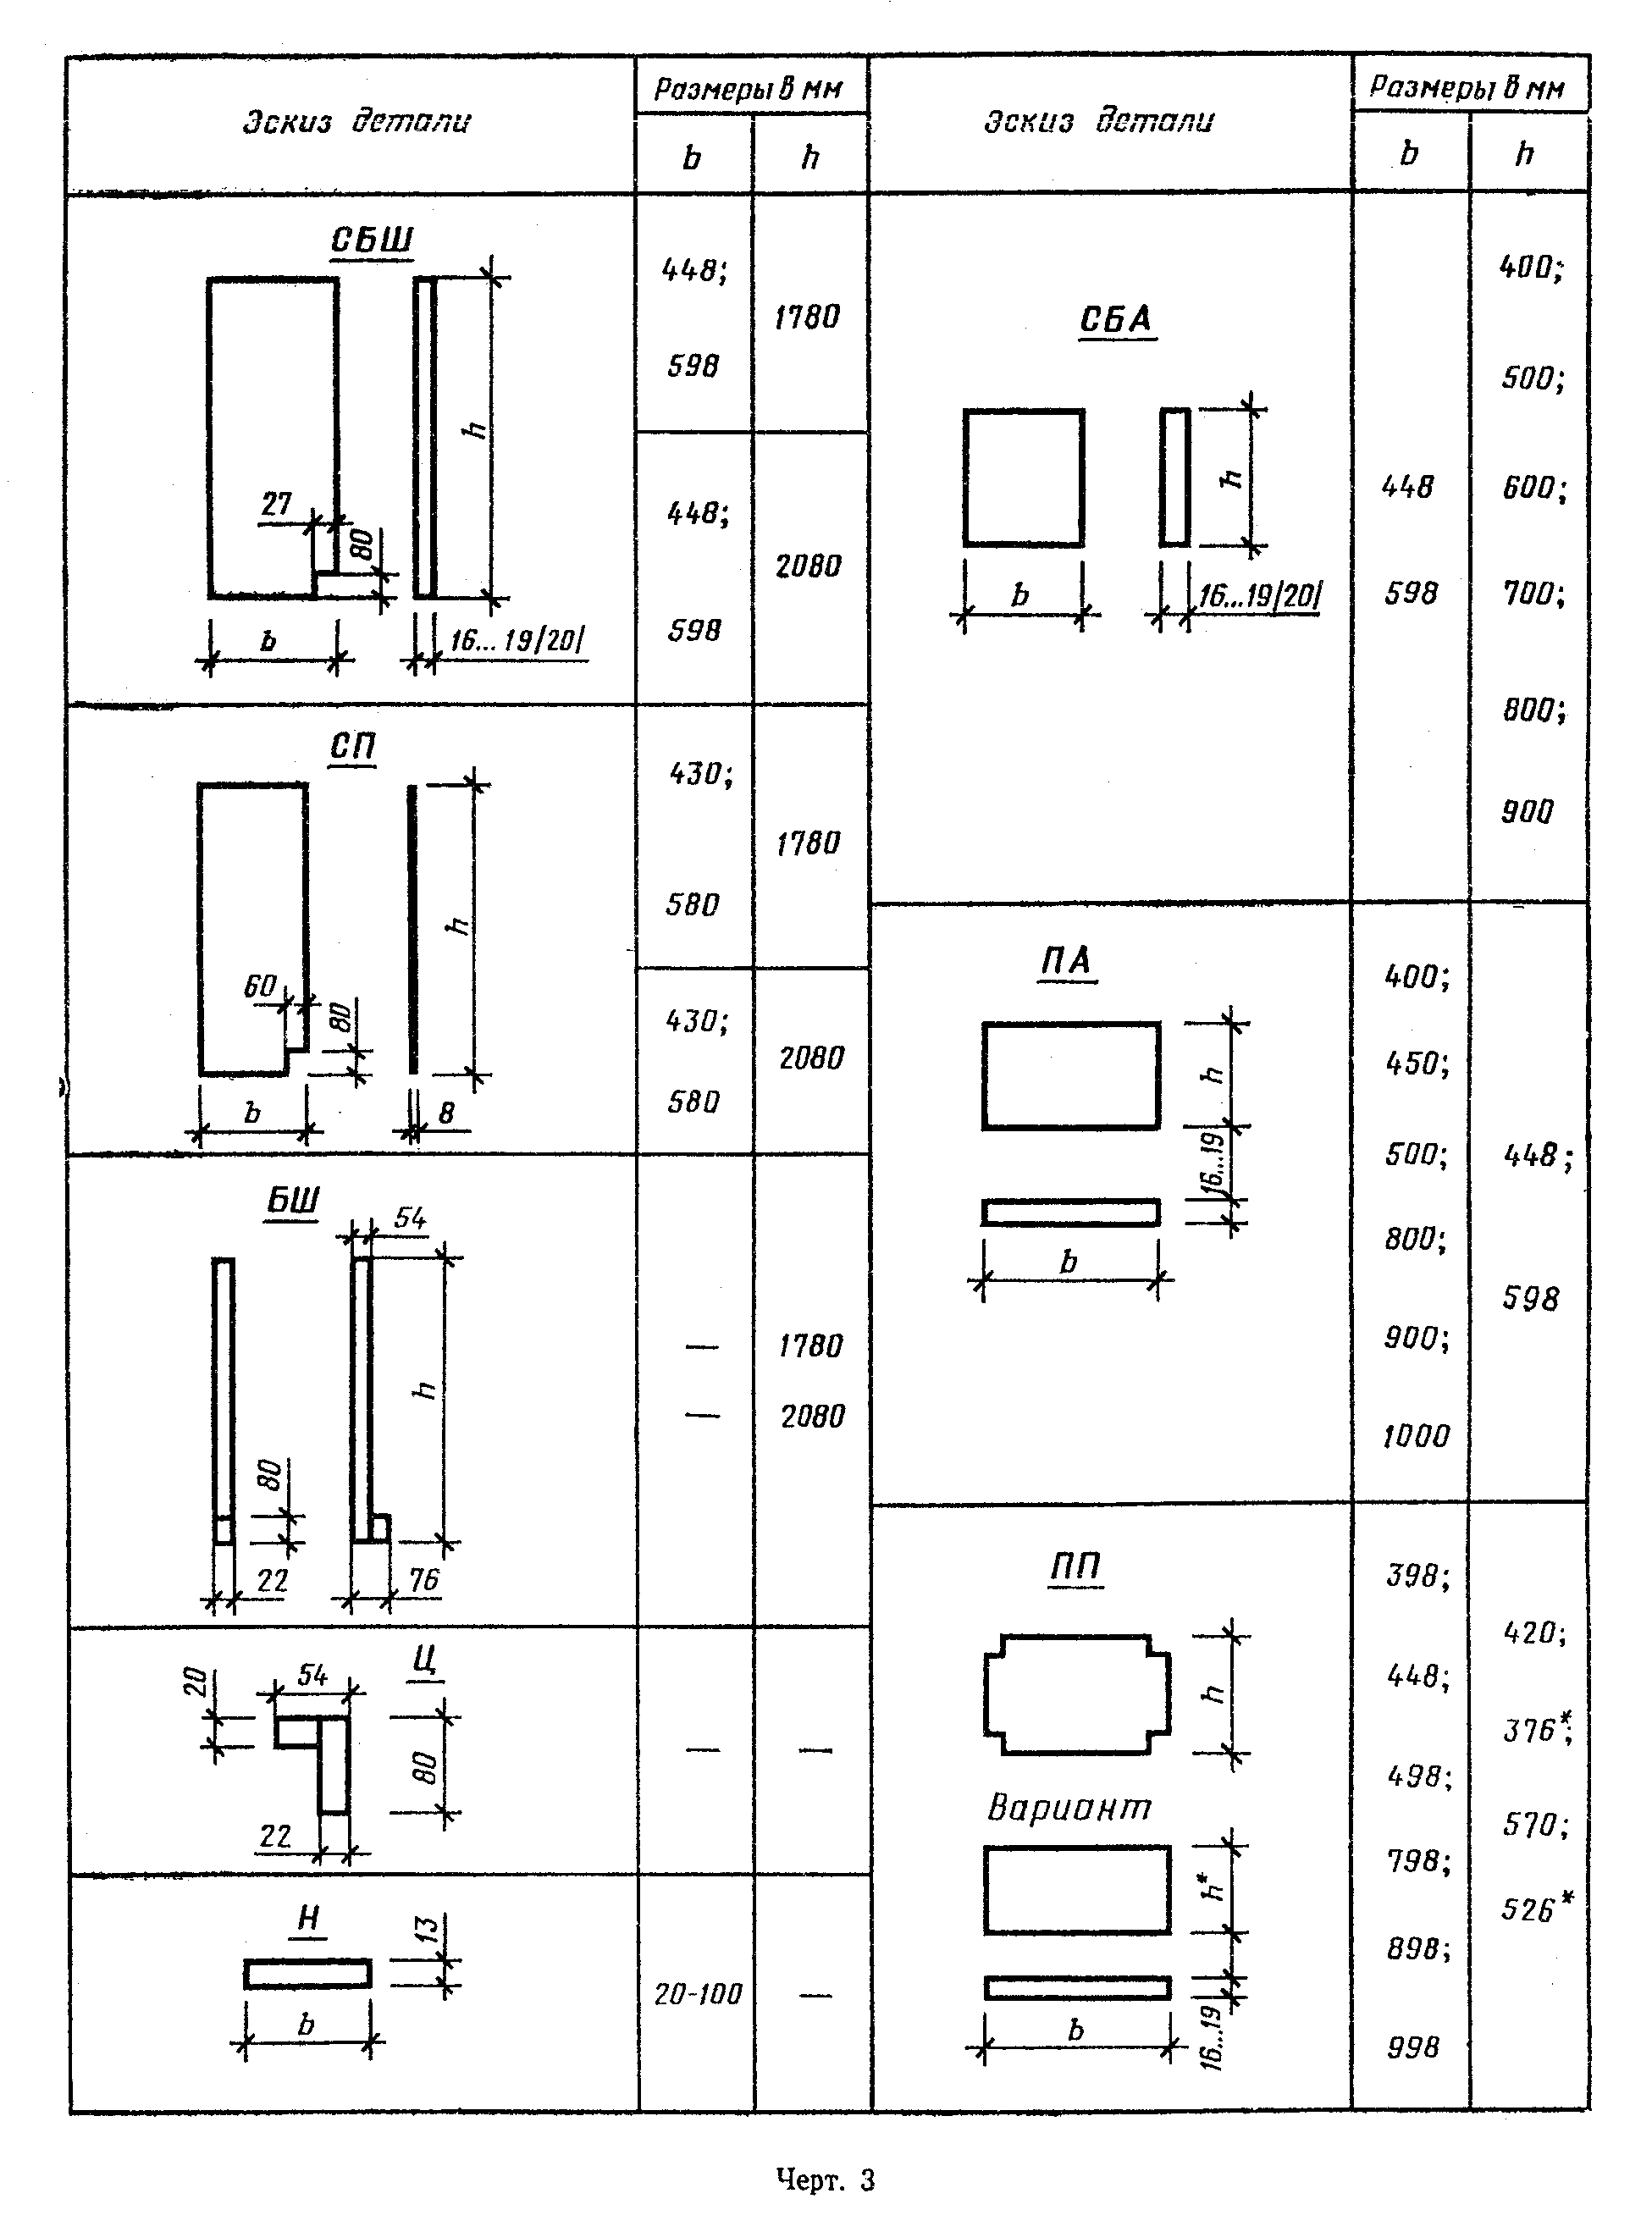 Эскиз детали
Размеры в мм
b
h
СБШ
27
80
h
b
16...19/20/
448;
598
1780
448;
598
2080
СП
60
80
h
b
8
430;
580
1780
430;
580
2080
БШ
54
h
80
22
76
—
1780
—
2080
Ц
20
54
80
22
—
—
Н
13
b
20-100
—
Эскиз детали
Размеры в мм
b
h
СБА
h
b
16...19/20/
448
598
400;
500;
600;
700;
800;
900
ПА
h
16...19
b
400;
450;
500;
800;
900;
1000
448;
598
ПП
h
Вариант
h*
b
16...19
398;
448;
498;
798;
898;
998
420;
376*;
570;
526*
Черт. 3